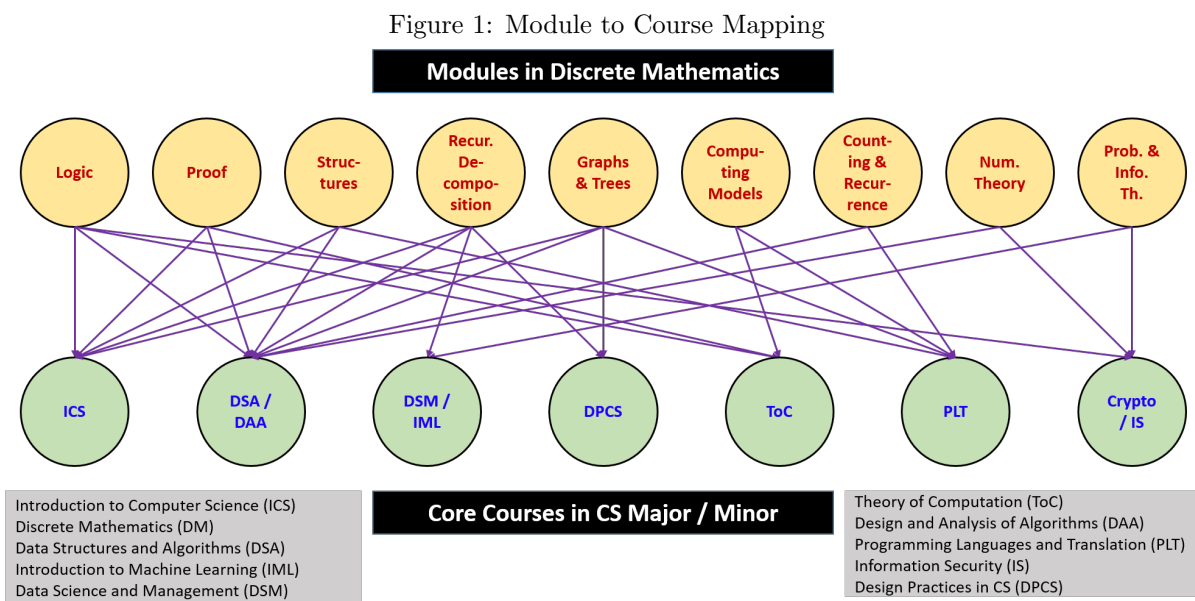 Figure 1: Module to Course Mapping
Modules in Discrete Mathematics
Logic
Proof
Struc-
tures
Recur.
De-
compo-
sition
Graphs
& Trees
Compu-
ting
Models
Count-
ing &
Recur-
rence
Num.
Theory
Prob. &
Info.
Th.
ICS
DSA /
DAA
DSM /
IML
DPCS
ToC
PLT
Crypto
/ IS
Introduction to Computer Science (ICS)
Discrete Mathematics (DM)
Data Structures and Algorithms (DSA)
Introduction to Machine Learning (IML)
Data Science and Management (DSM)
Core Courses in CS Major / Minor
Theory of Computation (ToC)
Design and Analysis of Algorithms (DAA)
Programming Languages and Translation (PLT)
Information Security (IS)
Design Practices in CS (DPCS)